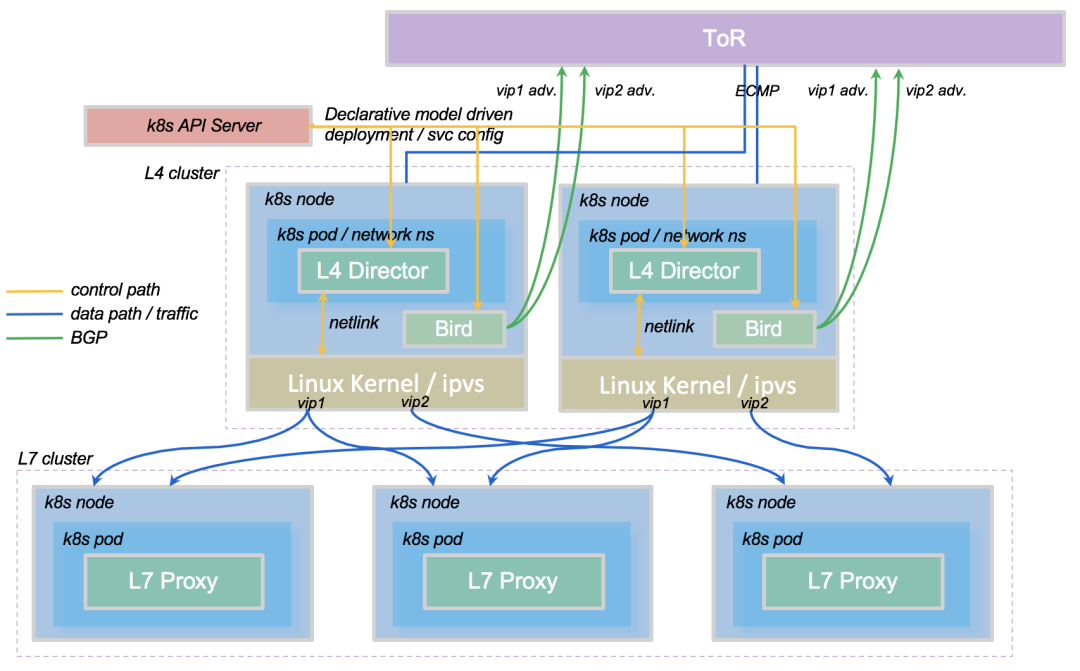 ToR
vip1 adv.
vip2 adv.
ECMP
vip1 adv.
vip2 adv.
k8s API Server
Declarative model driven
deployment / svc config
L4 cluster
k8s node
k8s pod / network ns
L4 Director
netlink
Bird
Linux Kernel / ipvs
vip1
vip2
k8s node
k8s pod / network ns
L4 Director
netlink
Bird
Linux Kernel / ipvs
vip1
vip2
control path
data path / traffic
BGP
L7 cluster
k8s node
k8s pod
L7 Proxy
k8s node
k8s pod
L7 Proxy
k8s node
k8s pod
L7 Proxy